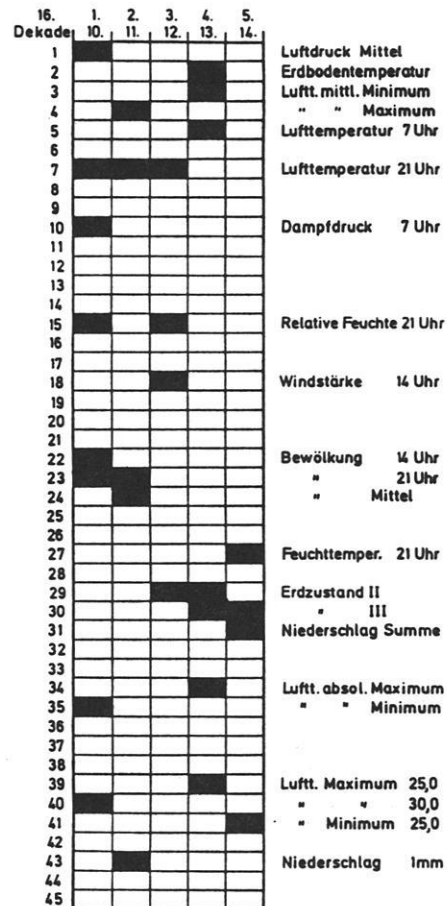 16. 1. 2. 3. 4. 5.
Dekade 10. 11. 12. 13. 14.
1 Luftdruck Mittel
2 Erdbodentemperatur
3 Luftt. mittl. Minimum
4 " " Maximum
5 Lufttemperatur 7 Uhr
6
7 Lufttemperatur 21 Uhr
8
9
10 Dampfdruck 7 Uhr
11
12
13
14
15 Relative Feuchte 21 Uhr
16
17
18 Windstärke 14 Uhr
19
20
21
22 Bewölkung 14 Uhr
23 " 21 Uhr
24 " Mittel
25
26
27 Feuchttemper. 21 Uhr
28
29 Erdzustand II
30 " III
31 Niederschlag Summe
32
33
34 Luftt. absol. Maximum
35 " " Minimum
36
37
38
39 Luftt. Maximum 25,0
40 " " 30,0
41 " Minimum 25,0
42
43 Niederschlag 1mm
44
45